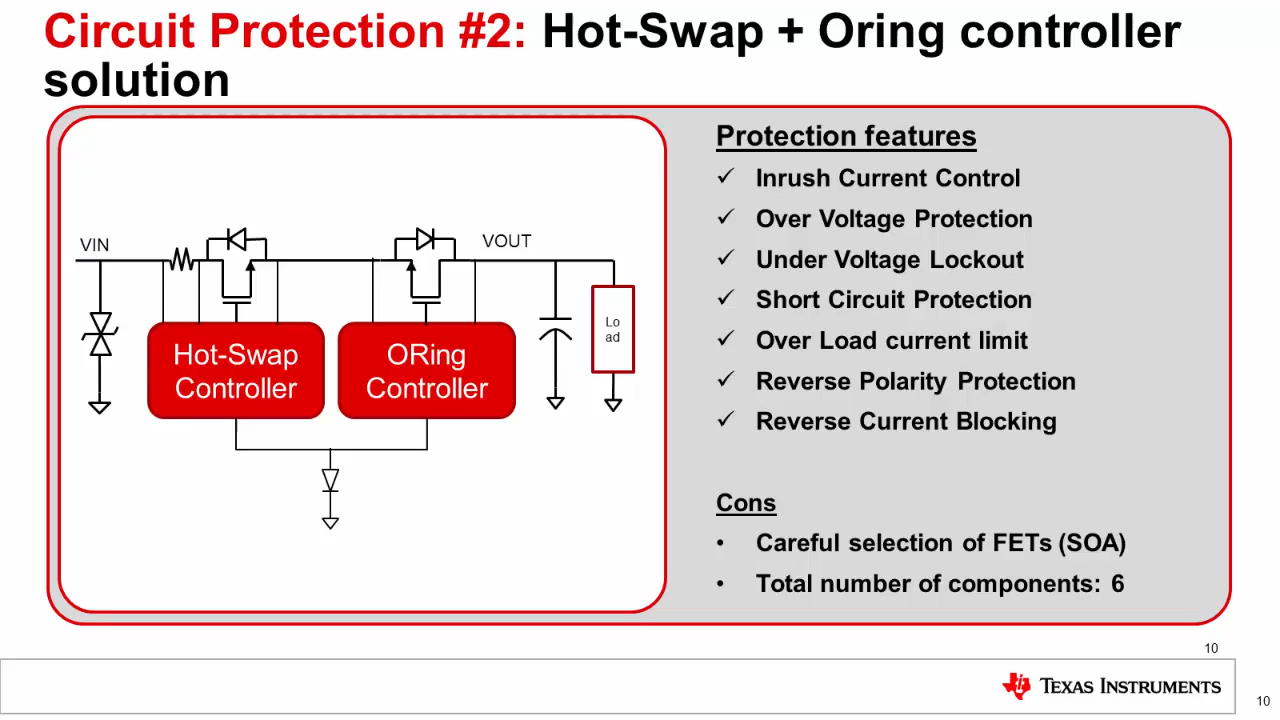 Circuit Protection #2: Hot-Swap + Oring controller
solution
VIN
VOUT
Hot-Swap
Controller
ORing
Controller
Lo
ad
Protection features
✓ Inrush Current Control
✓ Over Voltage Protection
✓ Under Voltage Lockout
✓ Short Circuit Protection
✓ Over Load current limit
✓ Reverse Polarity Protection
✓ Reverse Current Blocking
Cons
• Careful selection of FETs (SOA)
• Total number of components: 6
10
TEXAS INSTRUMENTS
10